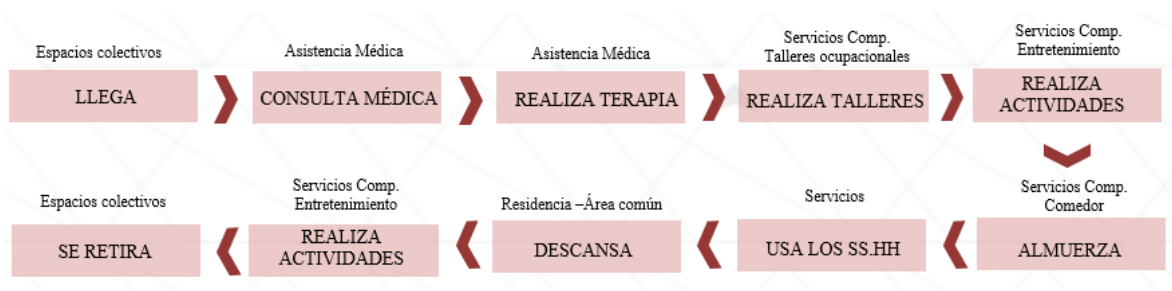 Espacios colectivos
LLEGA
Asistencia Médica
CONSULTA MÉDICA
Asistencia Médica
REALIZA TERAPIA
Servicios Comp.
Talleres ocupacionales
REALIZA TALLERES
Servicios Comp.
Entretenimiento
REALIZA
ACTIVIDADES
Servicios Comp.
Comedor
ALMUERZA
Servicios
USA LOS SS.HH
Residencia –Área común
DESCANSA
Servicios Comp.
Entretenimiento
REALIZA
ACTIVIDADES
Espacios colectivos
SE RETIRA